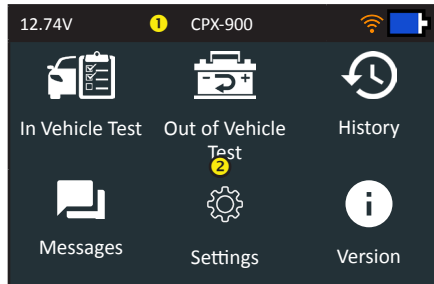 12.74V 1 CPX-900
In Vehicle Test Out of Vehicle Test History
2
Messages Settings Version